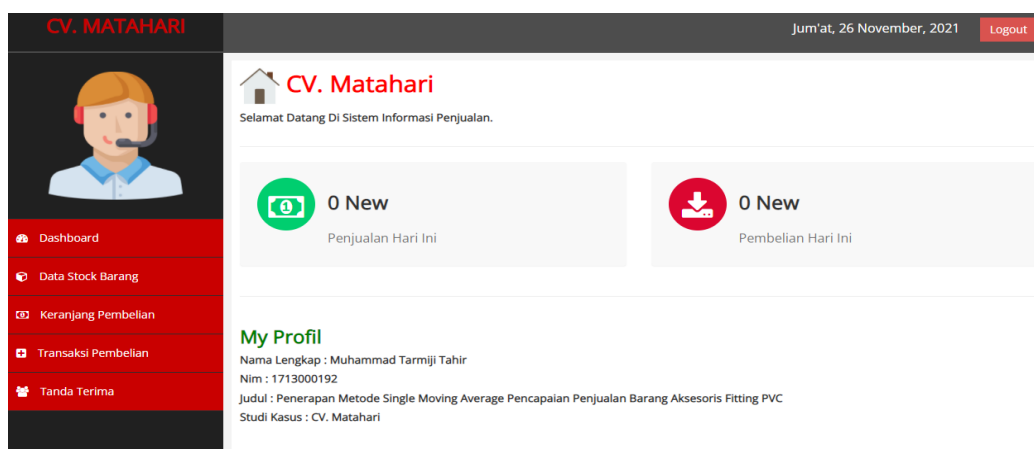 CV. MATAHARI
Jum'at, 26 November, 2021
Logout
CV. Matahari
Selamat Datang Di Sistem Informasi Penjualan.
0 New
Penjualan Hari Ini
0 New
Pembelian Hari Ini
Dashboard
Data Stock Barang
Keranjang Pembelian
Transaksi Pembelian
Tanda Terima
My Profil
Nama Lengkap : Muhammad Tarmiji Tahir
Nim : 1713000192
Judul : Penerapan Metode Single Moving Average Pencapaian Penjualan Barang Aksesoris Fitting PVC
Studi Kasus : CV. Matahari